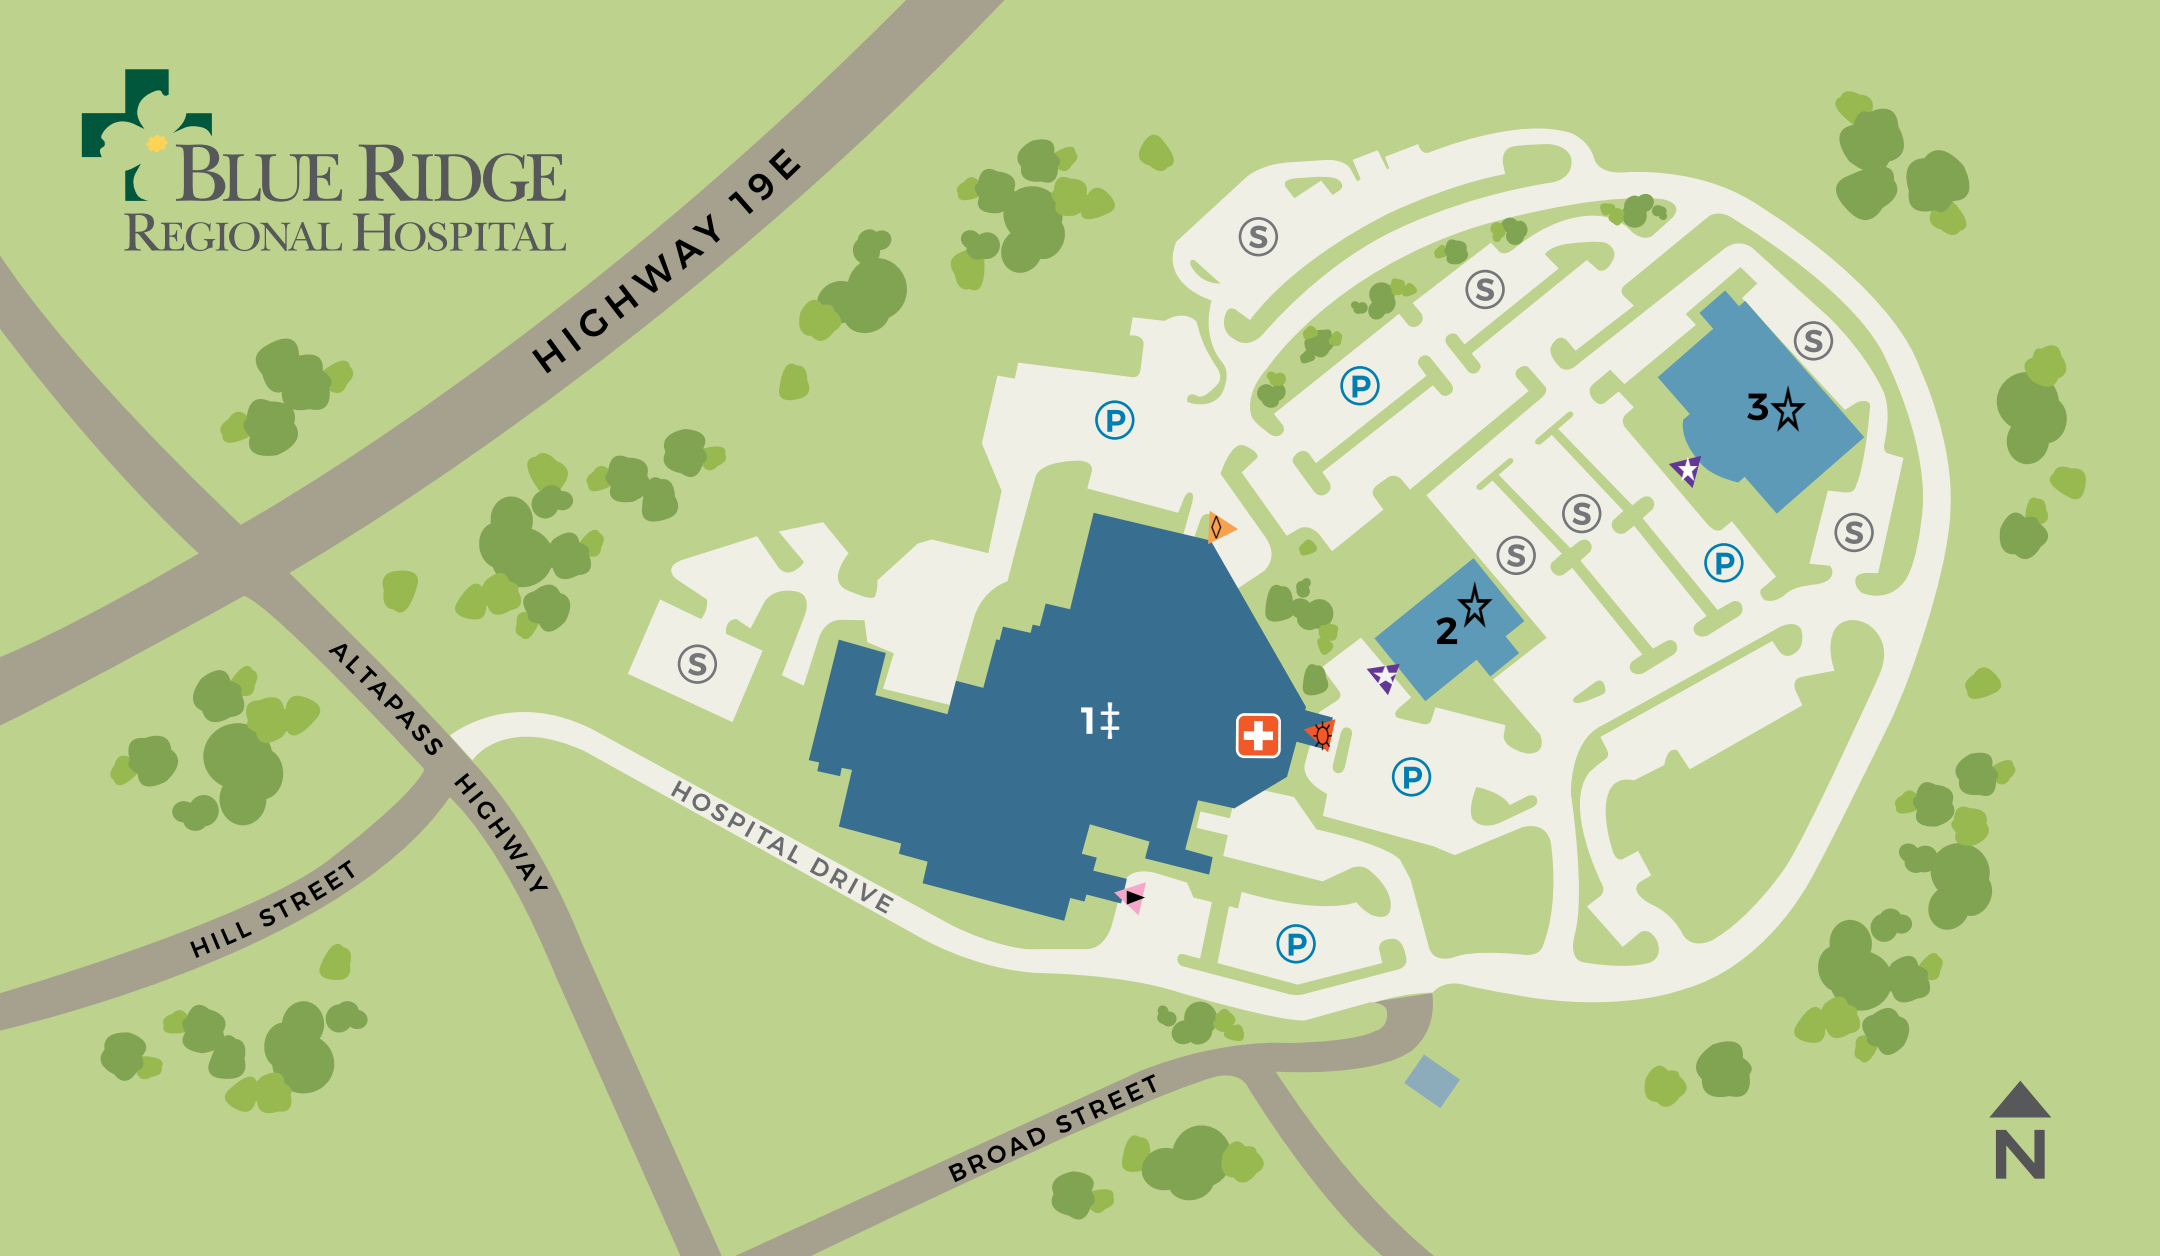 BLUE RIDGE
REGIONAL HOSPITAL
HIGHWAY 19E
S
S
S
P
P
3☆
S
S
S
P
2☆
ALTAPASS HIGHWAY
S
1‡
P
HOSPITAL DRIVE
HILL STREET
P
BROAD STREET
N